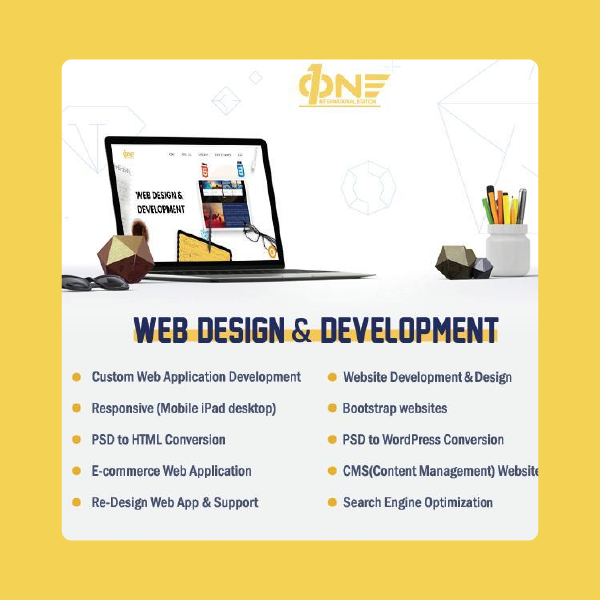 ONE
INTERNATIONAL STATION
WEB DESIGN &
DEVELOPMENT
WEB DESIGN & DEVELOPMENT
Custom Web Application Development
Responsive (Mobile iPad desktop)
PSD to HTML Conversion
E-commerce Web Application
Re-Design Web App & Support
Website Development & Design
Bootstrap websites
PSD to WordPress Conversion
CMS(Content Management) Website
Search Engine Optimization